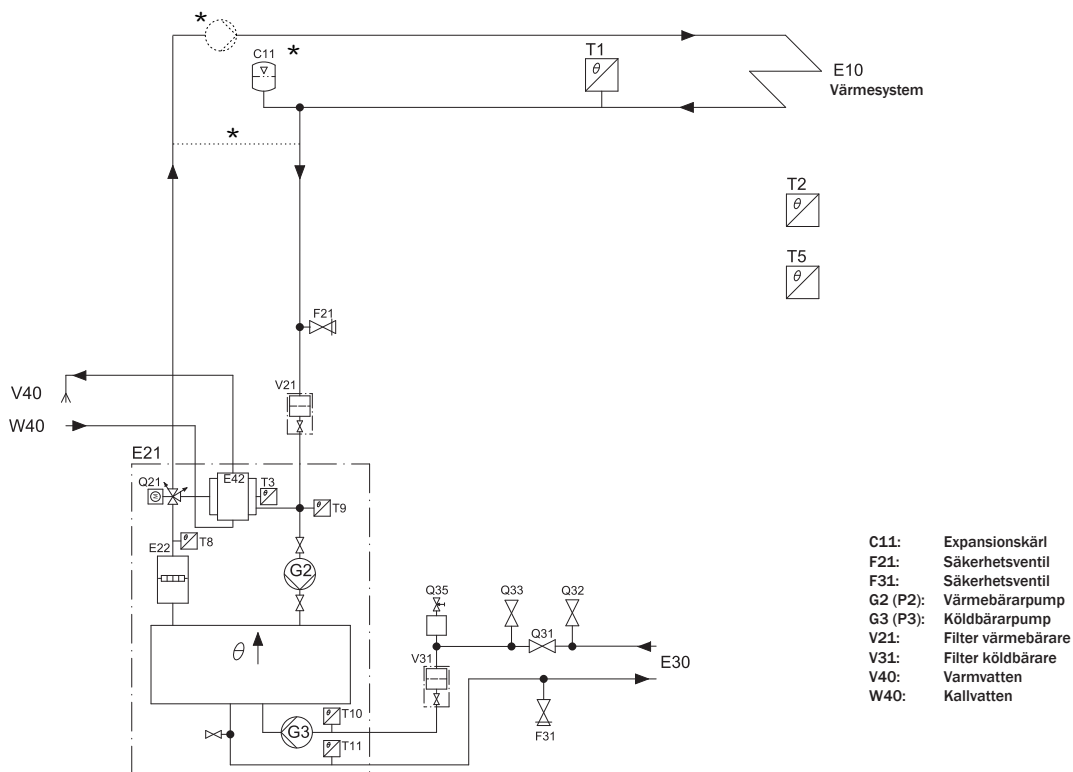 *
C11 *
T1
θ
E10
Värmesystem
*
T2
θ
T5
θ
F21
V21
V40
W40
E21
Q21
E42
T3
θ
M
θ
T9
E22
θ
T8
G2
θ
Q35
Q33
Q32
Q31
V31
E30
θ
T10
G3
θ
T11
F31
C11: Expansionskärl
F21: Säkerhetsventil
F31: Säkerhetsventil
G2 (P2): Värmebärarpump
G3 (P3): Köldbärarpump
V21: Filter värmebärare
V31: Filter köldbärare
V40: Varmvatten
W40: Kallvatten